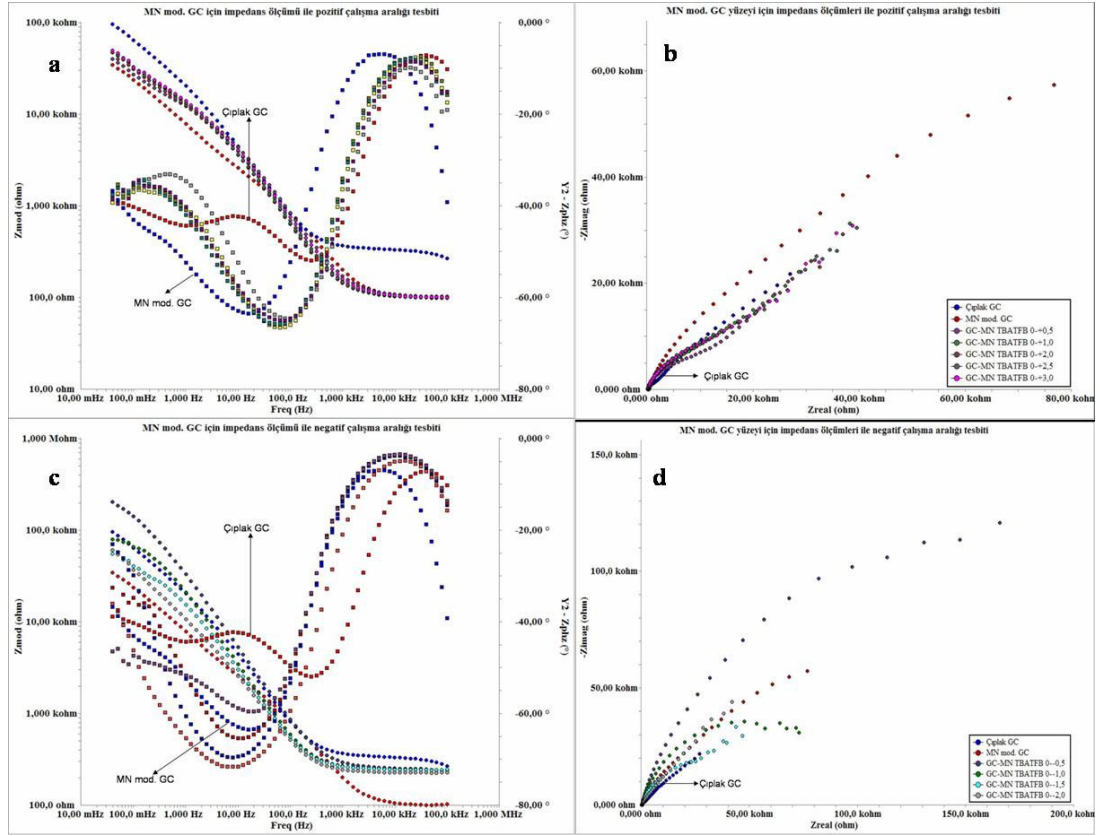 MN mod. GC için impedans ölçümü ile pozitif çalışma aralığı tesbiti
a
100,0 kohm
10,00 kohm
1,000 kohm
100,0 ohm
10,00 ohm
Zmod (ohm)
0,000 °
-20,00 °
-40,00 °
-60,00 °
-80,00 °
Y2 - Zphz (°)
Çıplak GC
MN mod. GC
10,00 mHz
100,0 mHz
1,000 Hz
10,00 Hz
100,0 Hz
1,000 kHz
10,00 kHz
100,0 kHz
1,000 MHz
Freq (Hz)
MN mod. GC yüzeyi için impedans ölçümleri ile pozitif çalışma aralığı tesbiti
b
60,00 kohm
40,00 kohm
20,00 kohm
0,000 ohm
-Zimag (ohm)
Çıplak GC
Çıplak GC
MN mod. GC
GC-MN TBATFB 0-+0,5
GC-MN TBATFB 0-+1,0
GC-MN TBATFB 0-+2,0
GC-MN TBATFB 0-+2,5
GC-MN TBATFB 0-+3,0
0,000 ohm
20,00 kohm
40,00 kohm
60,00 kohm
80,00 kohm
Zreal (ohm)
MN mod. GC için impedans ölçümü ile negatif çalışma aralığı tesbiti
c
1,000 Mohm
100,0 kohm
10,00 kohm
1,000 kohm
100,0 ohm
Zmod (ohm)
0,000 °
-20,00 °
-40,00 °
-60,00 °
-80,00 °
Y2 - Zphz (°)
Çıplak GC
MN mod. GC
10,00 mHz
100,0 mHz
1,000 Hz
10,00 Hz
100,0 Hz
1,000 kHz
10,00 kHz
100,0 kHz
1,000 MHz
Freq (Hz)
MN mod. GC yüzeyi için impedans ölçümleri ile negatif çalışma aralığı tesbiti
d
150,0 kohm
100,0 kohm
50,00 kohm
0,000 ohm
-Zimag (ohm)
Çıplak GC
Çıplak GC
MN mod. GC
GC-MN TBATFB 0--0,5
GC-MN TBATFB 0--1,0
GC-MN TBATFB 0--1,5
GC-MN TBATFB 0--2,0
0,000 ohm
50,00 kohm
100,0 kohm
150,0 kohm
200,0 kohm
Zreal (ohm)